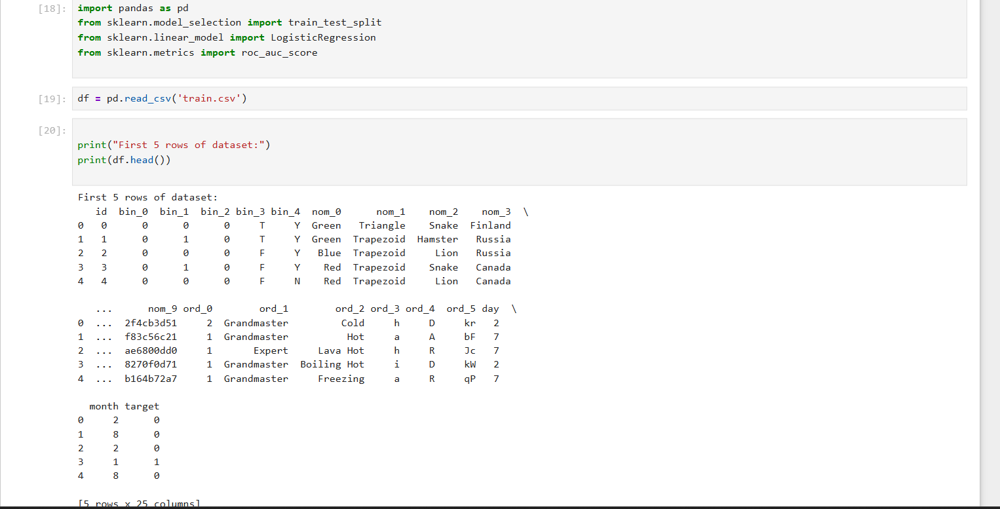 [18]: import pandas as pd
from sklearn.model_selection import train_test_split
from sklearn.linear_model import LogisticRegression
from sklearn.metrics import roc_auc_score
[19]: df = pd.read_csv('train.csv')
[20]:
print("First 5 rows of dataset:")
print(df.head())
First 5 rows of dataset:
   id  bin_0  bin_1  bin_2 bin_3 bin_4  nom_0      nom_1    nom_2    nom_3  \
0   0      0      0      0     T     Y  Green   Triangle    Snake  Finland
1   1      0      1      0     T     Y  Green  Trapezoid  Hamster   Russia
2   2      0      0      0     F     Y   Blue  Trapezoid     Lion   Russia
3   3      0      1      0     F     Y    Red  Trapezoid    Snake   Canada
4   4      0      0      0     F     N    Red  Trapezoid     Lion   Canada
   ...      nom_9 ord_0        ord_1        ord_2 ord_3 ord_4  ord_5 day  \
0  ...  2f4cb3d51     2  Grandmaster         Cold     h     D     kr   2
1  ...  f83c56c21     1  Grandmaster          Hot     a     A     bF   7
2  ...  ae6800dd0     1       Expert     Lava Hot     h     R     Jc   7
3  ...  8270f0d71     1  Grandmaster  Boiling Hot     i     D     kW   2
4  ...  b164b72a7     1  Grandmaster     Freezing     a     R     qP   7
  month target
0     2      0
1     8      0
2     2      0
3     1      1
4     8      0
[5 rows x 25 columns]